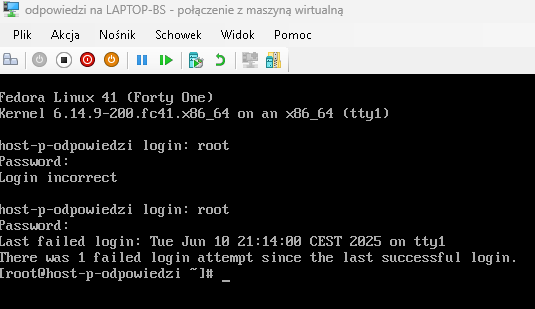 odpowiedzi na LAPTOP-BS - połączenie z maszyną wirtualną
Plik Akcja Nośnik Schowek Widok Pomoc
Fedora Linux 41 (Forty One)
Kernel 6.14.9-200.fc41.x86_64 on an x86_64 (tty1)
host-p-odpowiedzi login: root
Password:
Login incorrect
host-p-odpowiedzi login: root
Password:
Last failed login: Tue Jun 10 21:14:00 CEST 2025 on tty1
There was 1 failed login attempt since the last successful login.
[root@host-p-odpowiedzi ~]# _